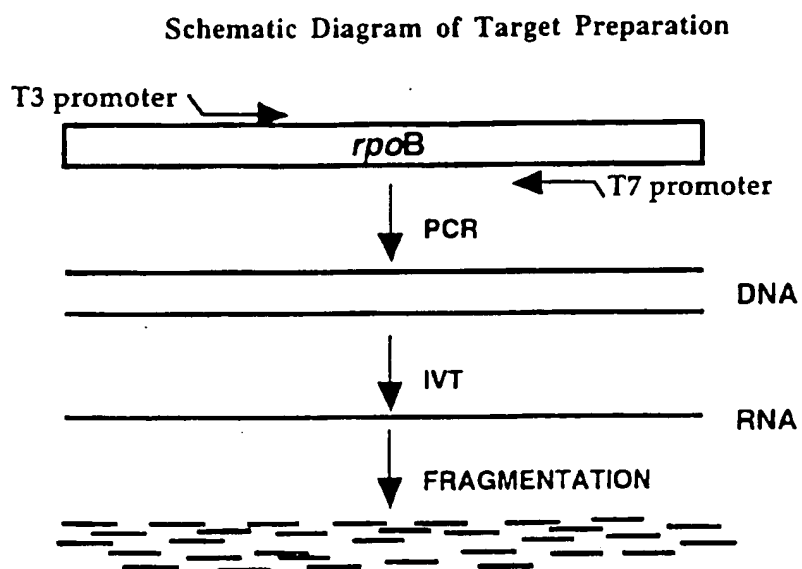 Schematic Diagram of Target Preparation
T3 promoter
rpoB
T7 promoter
PCR
DNA
IVT
RNA
FRAGMENTATION